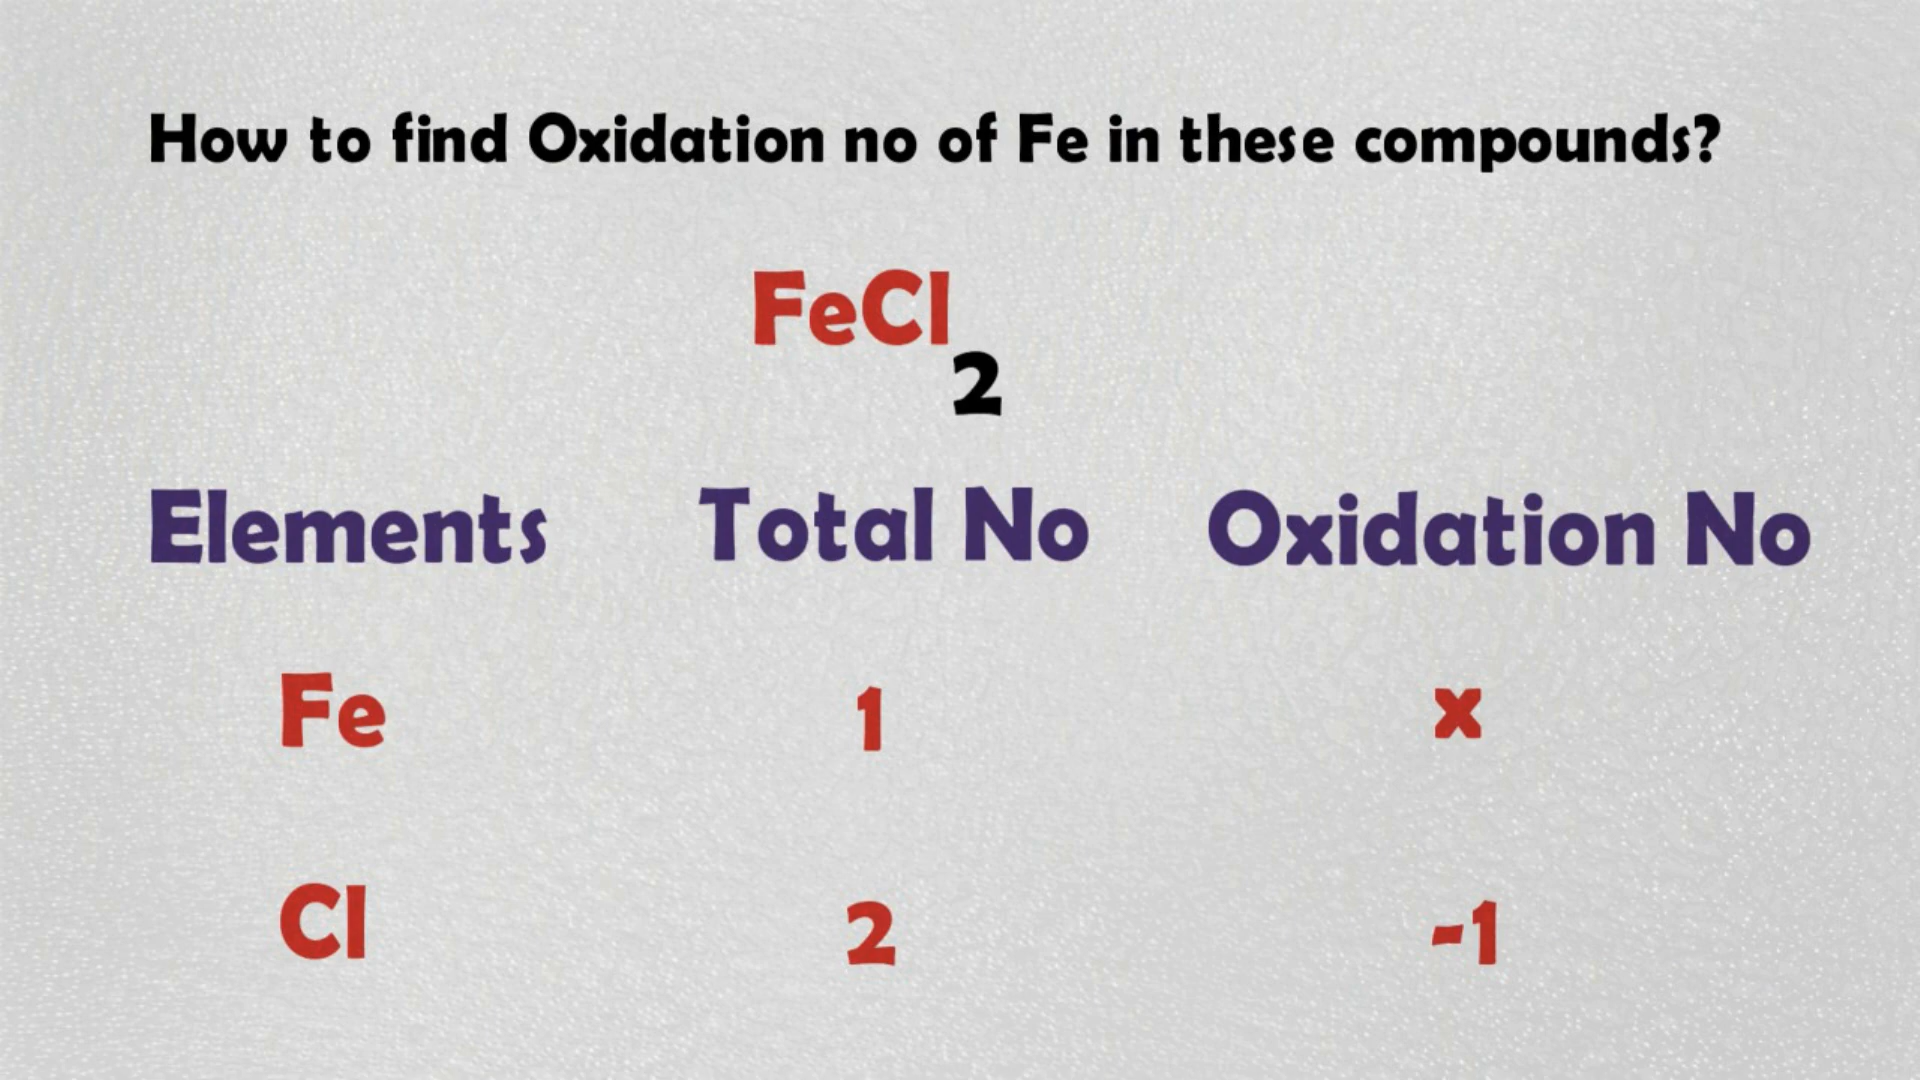 How to find Oxidation no of Fe in these compounds?
FeCl
2
Elements Total No Oxidation No
Fe 1 x
Cl 2 -1